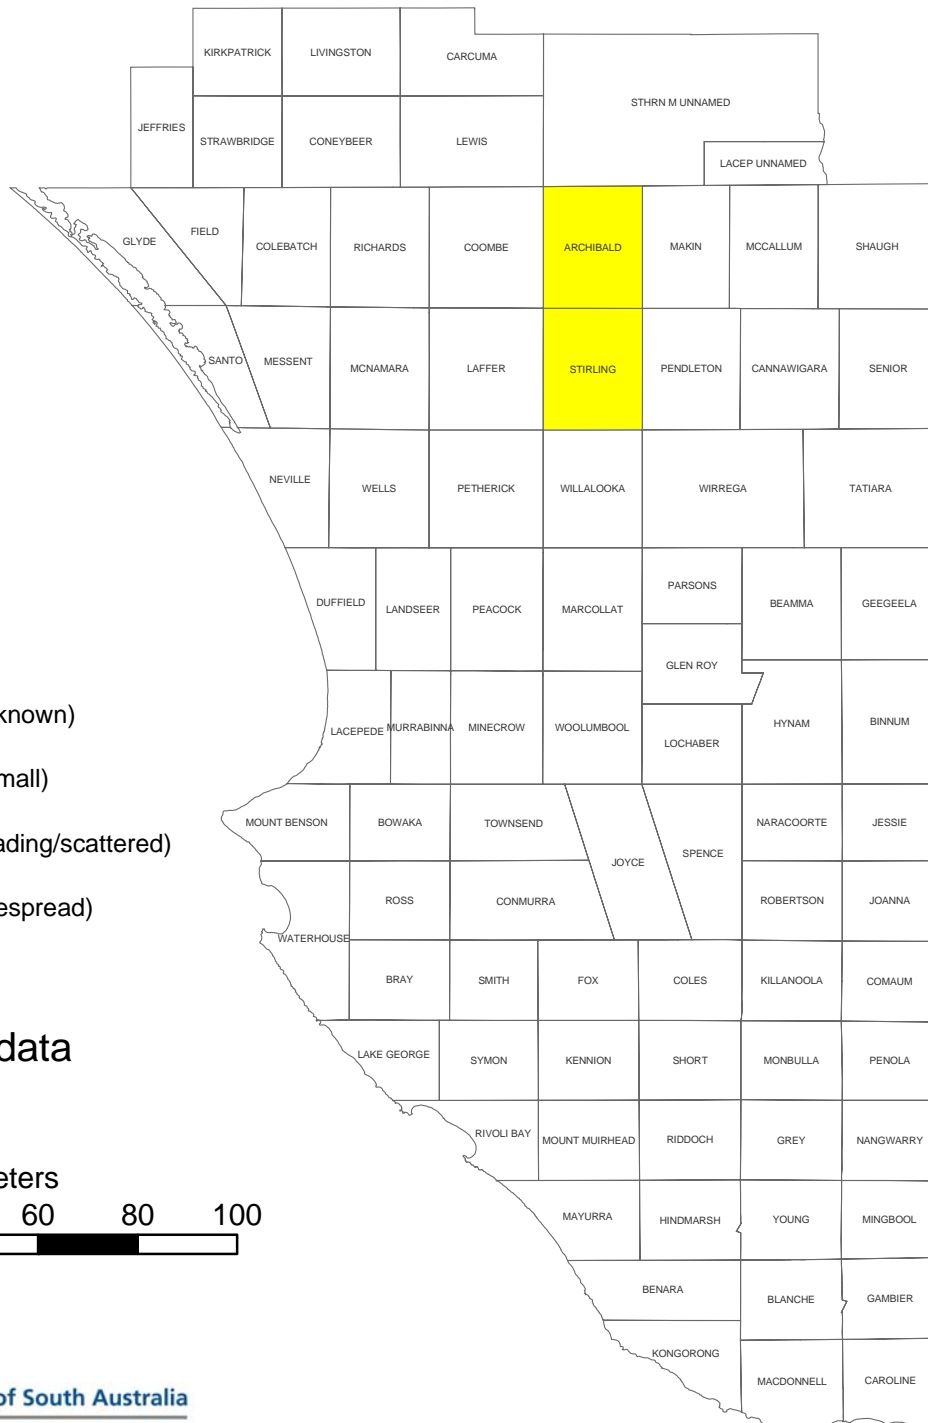 KIRKPATRICK
LIVINGSTON
CARCUMA
STHRN M UNNAMED
JEFFRIES
STRAWBRIDGE
CONEYBEER
LEWIS
LACEP UNNAMED
GLYDE
FIELD
COLEBATCH
RICHARDS
COOMBE
ARCHIBALD
MAKIN
MCCALLUM
SHAUGH
SANTO
MESSENT
MCNAMARA
LAFFER
STIRLING
PENDLETON
CANNAWIGARA
SENIOR
NEVILLE
WELLS
PETHERICK
WILLALOOKA
WIRREGA
TATIARA
DUFFIELD
LANDSEER
PEACOCK
MARCOLLAT
PARSONS
BEAMMA
GEEGEELA
GLEN ROY
LACEPEDE
MURRABINNA
MINECROW
WOOLUMBOOL
LOCHABER
HYNAM
BINNUM
known)
mall)
ading/scattered)
espread)
MOUNT BENSON
BOWAKA
TOWNSEND
JOYCE
SPENCE
NARACOORTE
JESSIE
ROSS
CONMURRA
ROBERTSON
JOANNA
WATERHOUSE
BRAY
SMITH
FOX
COLES
KILLANOOLA
COMAUM
data
LAKE GEORGE
SYMON
KENNION
SHORT
MONBULLA
PENOLA
RIVOLI BAY
MOUNT MUIRHEAD
RIDDOCH
GREY
NANGWARRY
eters
60 80 100
MAYURRA
HINDMARSH
YOUNG
MINGBOOL
BENARA
BLANCHE
GAMBIER
KONGORONG
MACDONNELL
CAROLINE
of South Australia